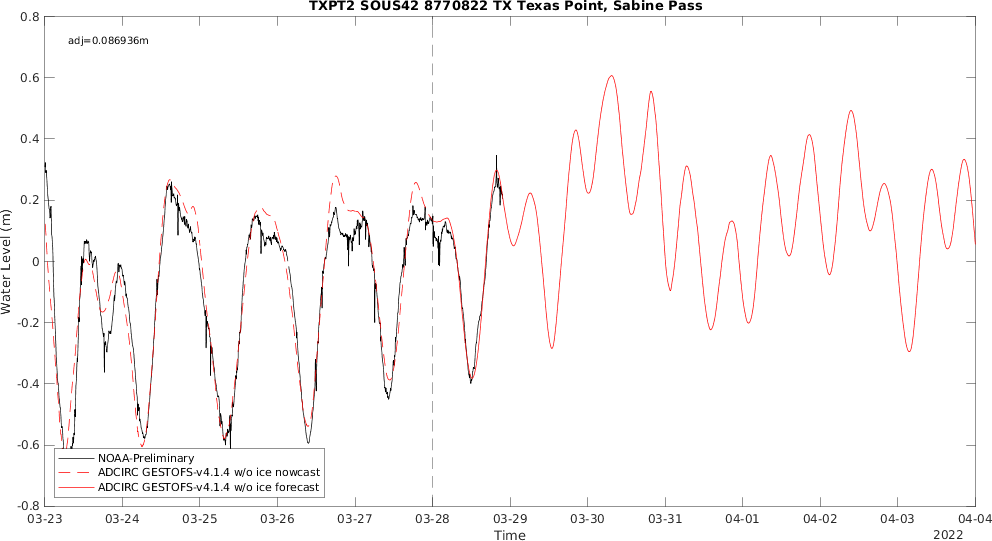 TXPT2 SOUS42 8770822 TX Texas Point, Sabine Pass
adj=0.086936m
0.8
0.6
0.4
0.2
0
-0.2
-0.4
-0.6
-0.8
Water Level (m)
NOAA-Preliminary
ADCIRC GESTOFS-v4.1.4 w/o ice nowcast
ADCIRC GESTOFS-v4.1.4 w/o ice forecast
03-23 03-24 03-25 03-26 03-27 03-28 03-29 03-30 03-31 04-01 04-02 04-03 04-04
Time
2022